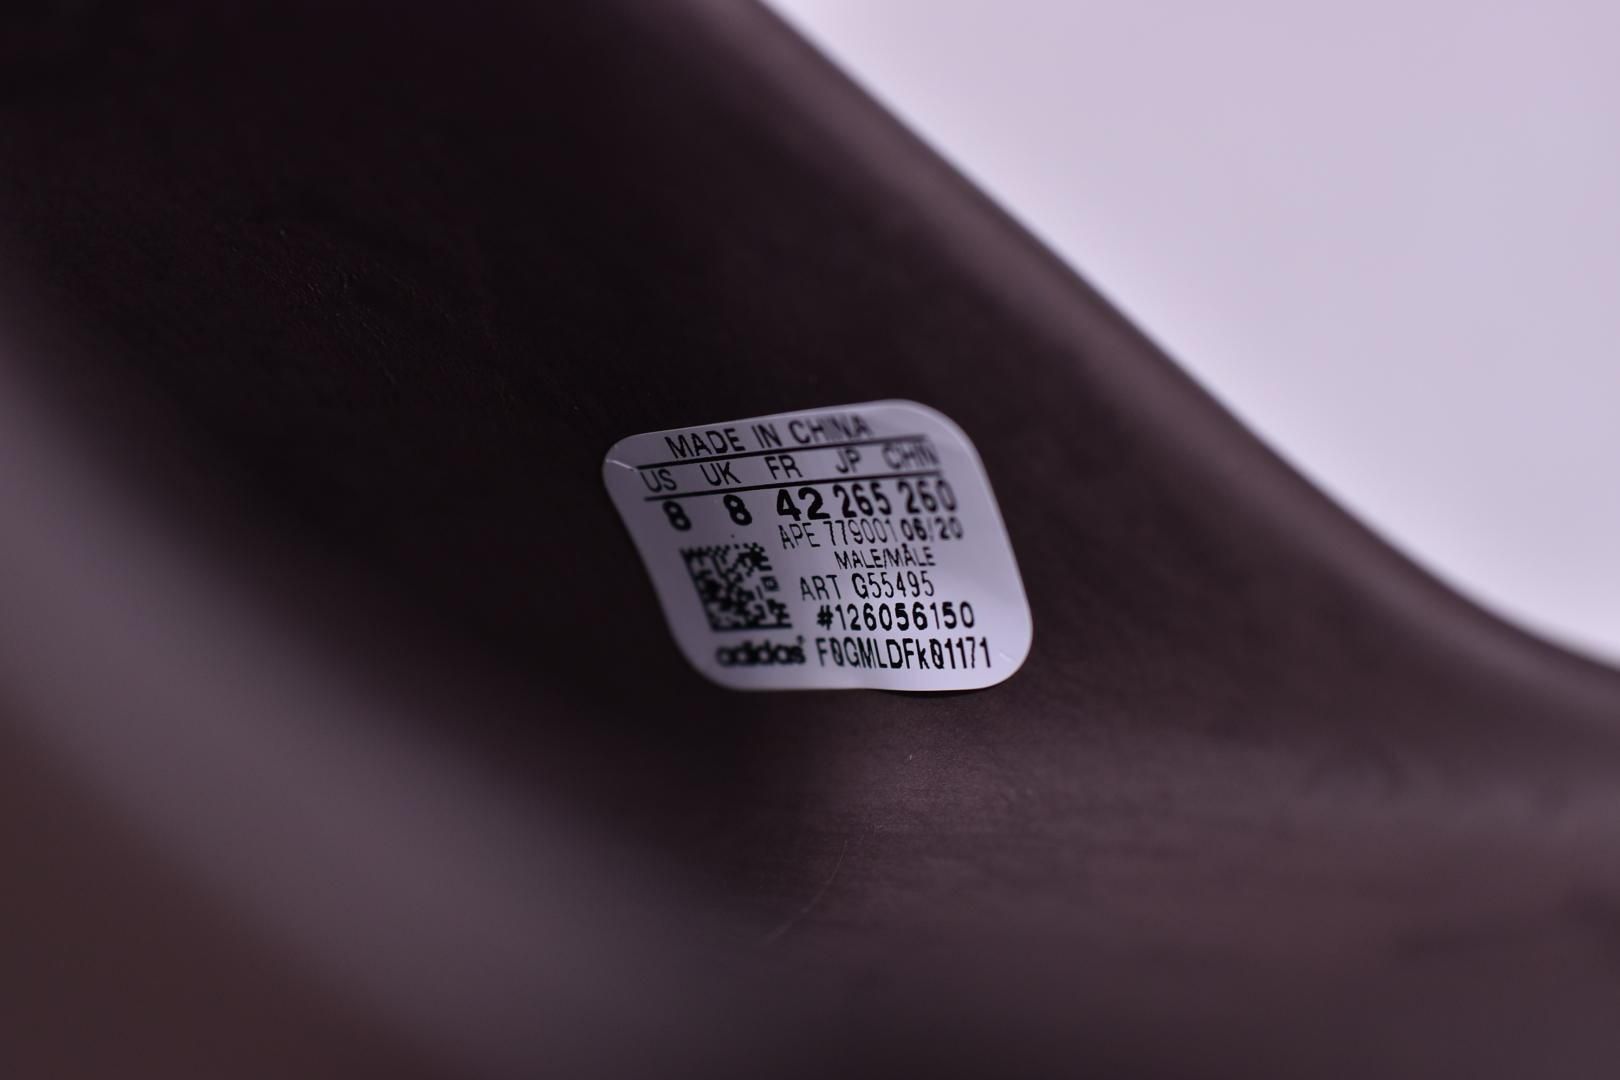 MADE IN CHINA
US UK FR JP CHN
8 8 42 265 260
APE 779001 06/20
MALE/MÂLE
ART G55495
#126056150
adidas F0GMLDFk01171